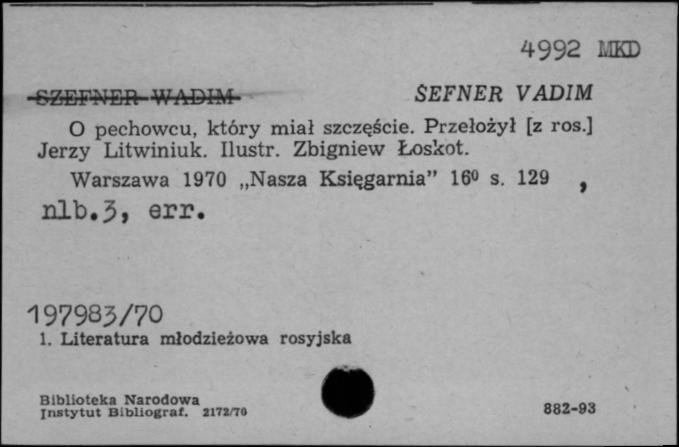 4992 MKD
SZEFNER WADIM ŠEFNER VADIM
O pechowcu, który miał szczęście. Przełożył [z ros.]
Jerzy Litwiniuk. Ilustr. Zbigniew Łoskot.
Warszawa 1970 „Nasza Księgarnia” 16⁰ s. 129 ,
nlb.3, err.
197983/70
1. Literatura młodzieżowa rosyjska
Biblioteka Narodowa
Instytut Bibliograf. 2172/70
882-93